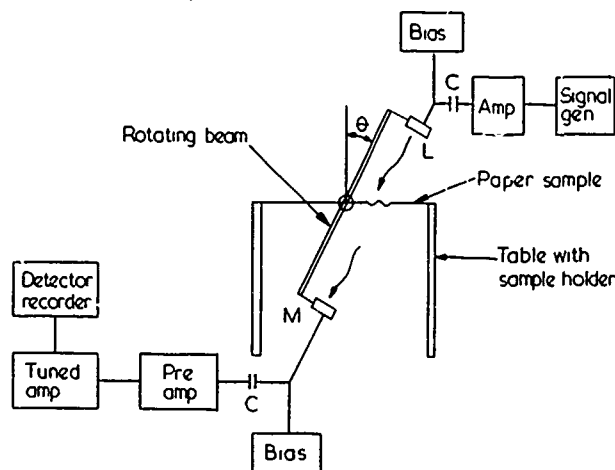 Bias
C
Amp
Signal
gen
θ
L
Rotating beam
Paper sample
Table with
sample holder
Detector
recorder
M
Tuned
amp
Pre
amp
C
Bias